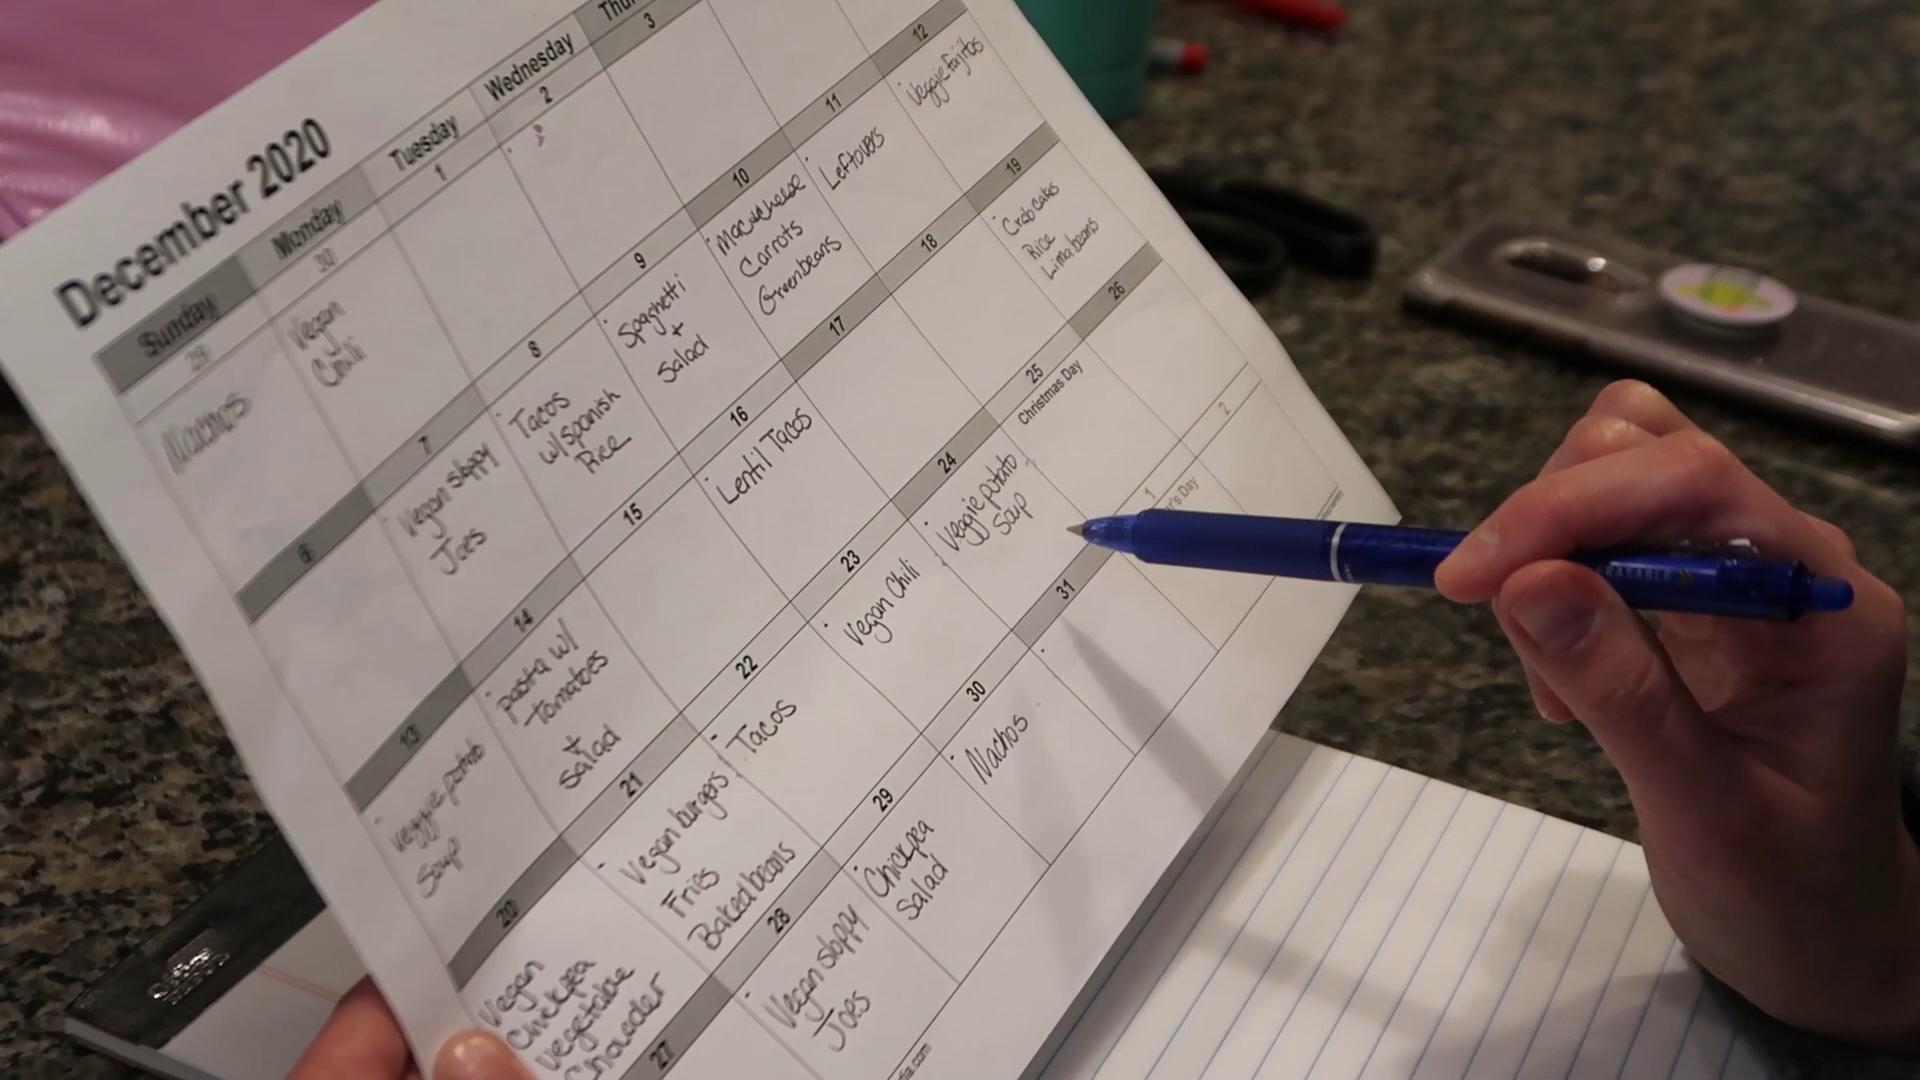 December 2020
Sunday Monday Tuesday Wednesday Thur
29 30 1 2 3
Nachos
Vegan
Chili
6 7 8 9 10 11 12
Vegan sloppy
Joes
Tacos
w/spanish
Rice
Spaghetti
+
Salad
Mac&cheese
Carrots
Greenbeans
Leftovers
Veggie Fajitas
13 14 15 16 17 18 19
Veggie potato
Soup
pasta w/
tomatoes
+
salad
Lentil Tacos
Crab cakes
Rice
Lima beans
20 21 22 23 24 25 26
Christmas Day
Vegan
Chickpea
Vegetable
Chowder
Vegan burgers
Fries
Baked beans
Tacos
Vegan Chili
Veggie potato
Soup
27 28 29 30 31 1 2
r's Day
Vegan sloppy
Joes
Chickpea
Salad
Nachos